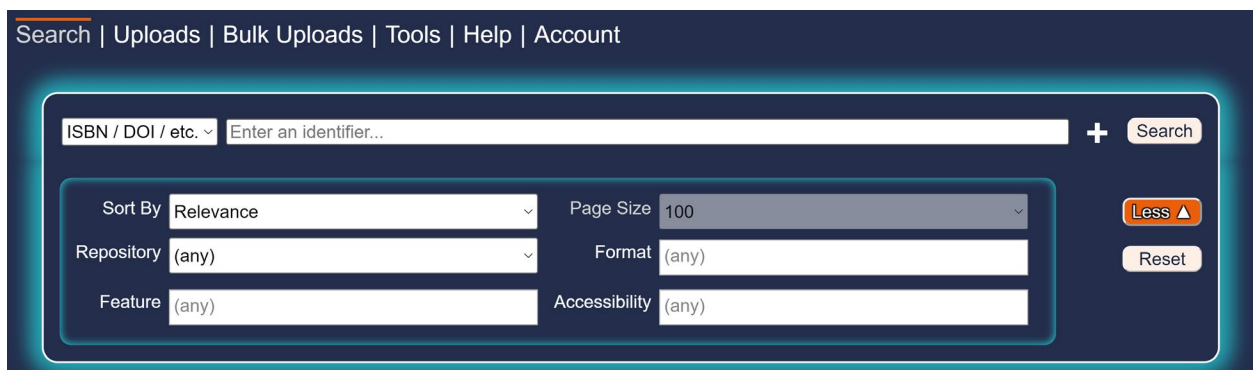 Search | Uploads | Bulk Uploads | Tools | Help | Account
ISBN / DOI / etc. Enter an identifier... + Search
Sort By Relevance Page Size 100 Less △
Repository (any) Format (any) Reset
Feature (any) Accessibility (any)